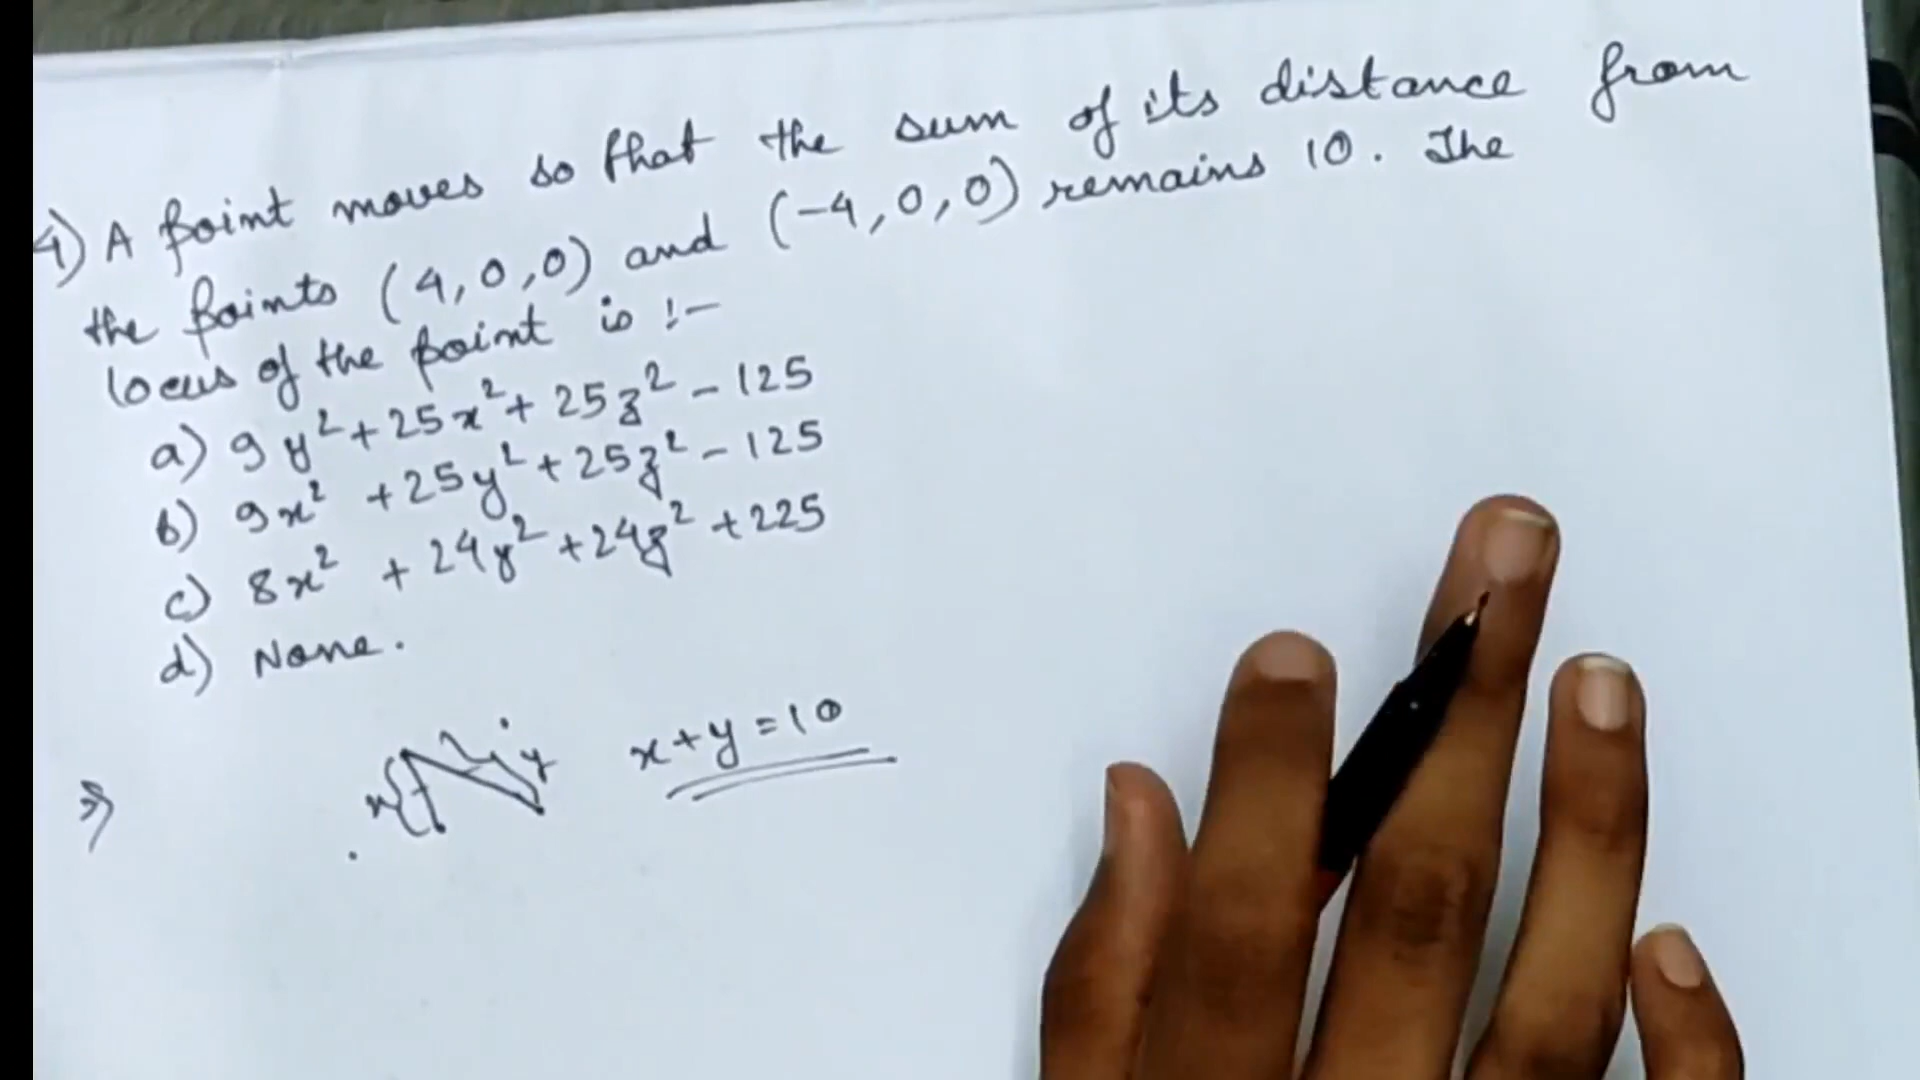 4) A point moves so that the sum of its distance from
the points (4,0,0) and (-4,0,0) remains 10. The
locus of the point is :-
a) 9y² + 25x² + 25z² - 125
b) 9x² + 25y² + 25z² - 125
c) 8x² + 24y² + 24z² + 225
d) None.
x y x+y=10
⇒